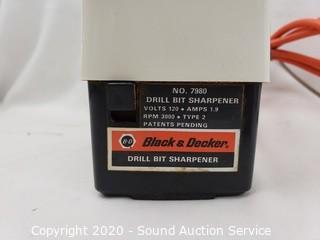 NO. 7980
DRILL BIT SHARPENER
VOLTS 120 • AMPS 1.9
RPM 3000 • TYPE 2
PATENTS PENDING
B·D Black & Decker®
DRILL BIT SHARPENER
Copyright 2020 - Sound Auction Service